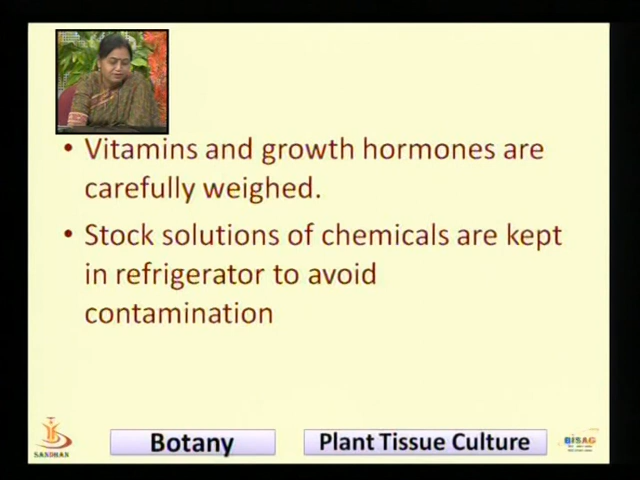 • Vitamins and growth hormones are
carefully weighed.
• Stock solutions of chemicals are kept
in refrigerator to avoid
contamination
SANDHAN
Botany
Plant Tissue Culture
BISAG